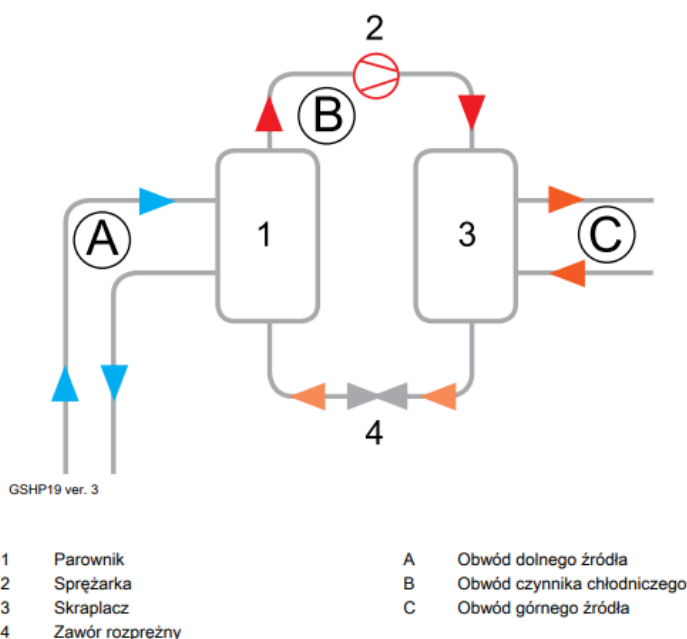 2
B
A
1
3
C
4
GSHP19 ver. 3
1 Parownik
2 Sprężarka
3 Skraplacz
4 Zawór rozprężny
A Obwód dolnego źródła
B Obwód czynnika chłodniczego
C Obwód górnego źródła